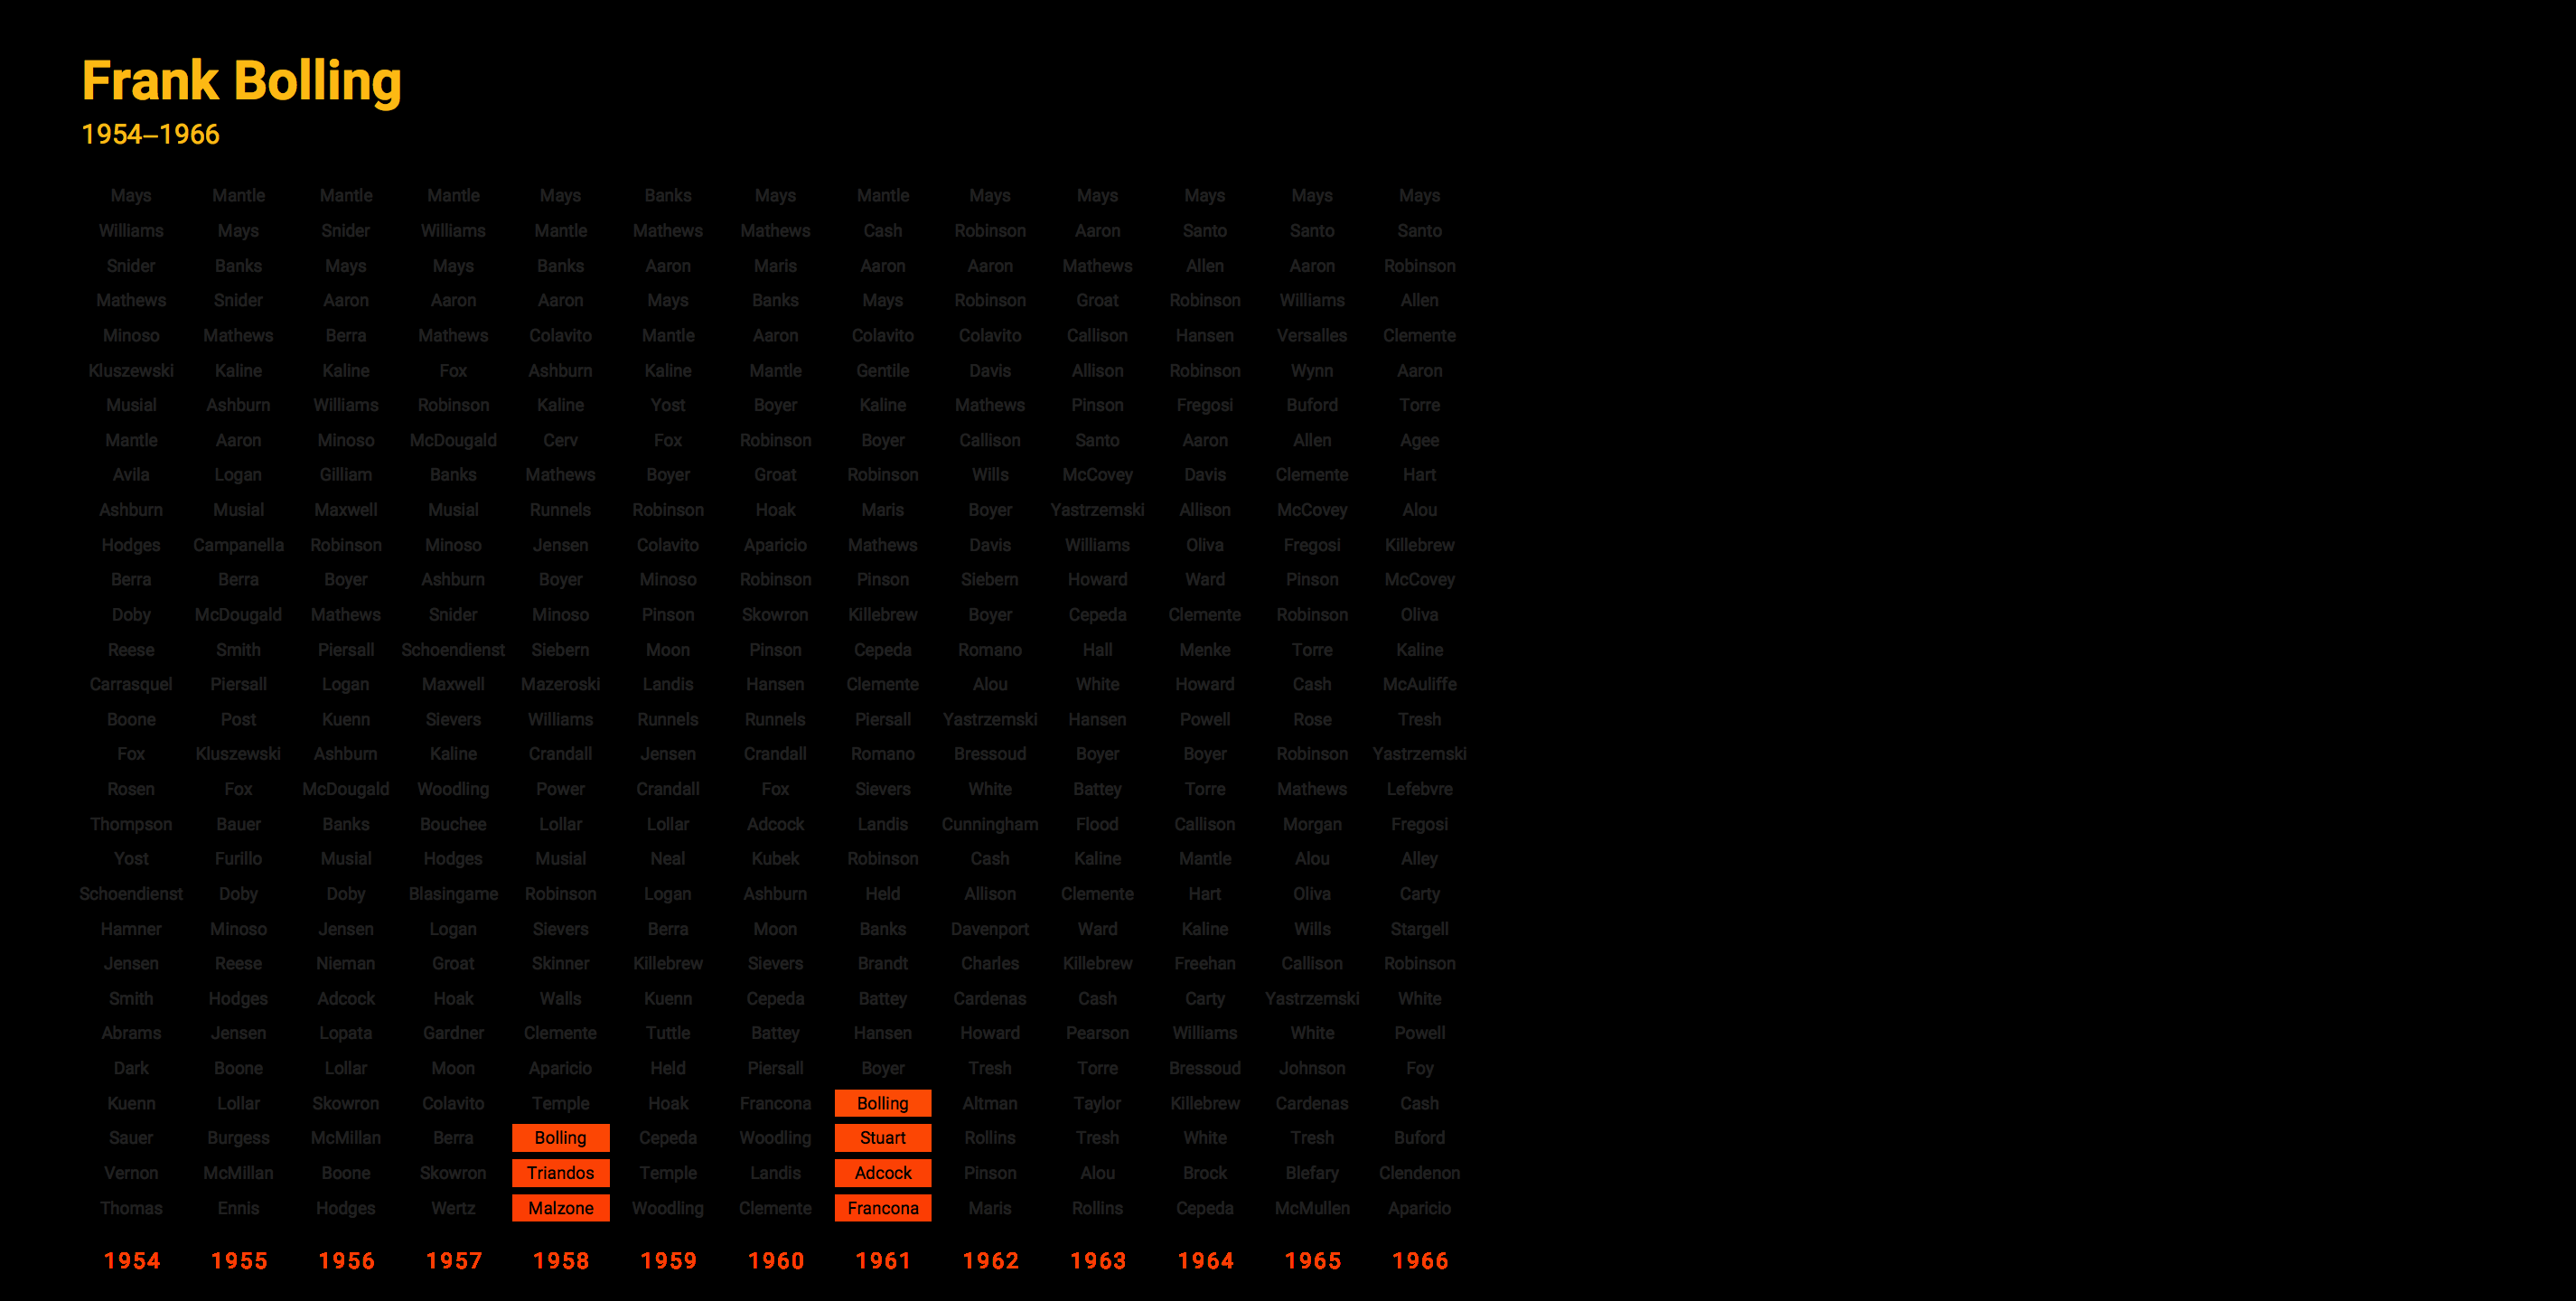 Frank Bolling
1954–1966
Mays Mantle Mantle Mantle Mays Banks Mays Mantle Mays Mays Mays Mays Mays
Williams Mays Snider Williams Mantle Mathews Mathews Cash Robinson Aaron Santo Santo Santo
Snider Banks Mays Mays Banks Aaron Maris Aaron Aaron Mathews Allen Aaron Robinson
Mathews Snider Aaron Aaron Aaron Mays Banks Mays Robinson Groat Robinson Williams Allen
Minoso Mathews Berra Mathews Colavito Mantle Aaron Colavito Colavito Callison Hansen Versalles Clemente
Kluszewski Kaline Kaline Fox Ashburn Kaline Mantle Gentile Davis Allison Robinson Wynn Aaron
Musial Ashburn Williams Robinson Kaline Yost Boyer Kaline Mathews Pinson Fregosi Buford Torre
Mantle Aaron Minoso McDougald Cerv Fox Robinson Boyer Callison Santo Aaron Allen Agee
Avila Logan Gilliam Banks Mathews Boyer Groat Robinson Wills McCovey Davis Clemente Hart
Ashburn Musial Maxwell Musial Runnels Robinson Hoak Maris Boyer Yastrzemski Allison McCovey Alou
Hodges Campanella Robinson Minoso Jensen Colavito Aparicio Mathews Davis Williams Oliva Fregosi Killebrew
Berra Berra Boyer Ashburn Boyer Minoso Robinson Pinson Siebern Howard Ward Pinson McCovey
Doby McDougald Mathews Snider Minoso Pinson Skowron Killebrew Boyer Cepeda Clemente Robinson Oliva
Reese Smith Piersall Schoendienst Siebern Moon Pinson Cepeda Romano Hall Menke Torre Kaline
Carrasquel Piersall Logan Maxwell Mazeroski Landis Hansen Clemente Alou White Howard Cash McAuliffe
Boone Post Kuenn Sievers Williams Runnels Runnels Piersall Yastrzemski Hansen Powell Rose Tresh
Fox Kluszewski Ashburn Kaline Crandall Jensen Crandall Romano Bressoud Boyer Boyer Robinson Yastrzemski
Rosen Fox McDougald Woodling Power Crandall Fox Sievers White Battey Torre Mathews Lefebvre
Thompson Bauer Banks Bouchee Lollar Lollar Adcock Landis Cunningham Flood Callison Morgan Fregosi
Yost Furillo Musial Hodges Musial Neal Kubek Robinson Cash Kaline Mantle Alou Alley
Schoendienst Doby Doby Blasingame Robinson Logan Ashburn Held Allison Clemente Hart Oliva Carty
Hamner Minoso Jensen Logan Sievers Berra Moon Banks Davenport Ward Kaline Wills Stargell
Jensen Reese Nieman Groat Skinner Killebrew Sievers Brandt Charles Killebrew Freehan Callison Robinson
Smith Hodges Adcock Hoak Walls Kuenn Cepeda Battey Cardenas Cash Carty Yastrzemski White
Abrams Jensen Lopata Gardner Clemente Tuttle Battey Hansen Howard Pearson Williams White Powell
Dark Boone Lollar Moon Aparicio Held Piersall Boyer Tresh Torre Bressoud Johnson Foy
Kuenn Lollar Skowron Colavito Temple Hoak Francona Bolling Altman Taylor Killebrew Cardenas Cash
Sauer Burgess McMillan Berra Bolling Cepeda Woodling Stuart Rollins Tresh White Tresh Buford
Vernon McMillan Boone Skowron Triandos Temple Landis Adcock Pinson Alou Brock Blefary Clendenon
Thomas Ennis Hodges Wertz Malzone Woodling Clemente Francona Maris Rollins Cepeda McMullen Aparicio
1954 1955 1956 1957 1958 1959 1960 1961 1962 1963 1964 1965 1966